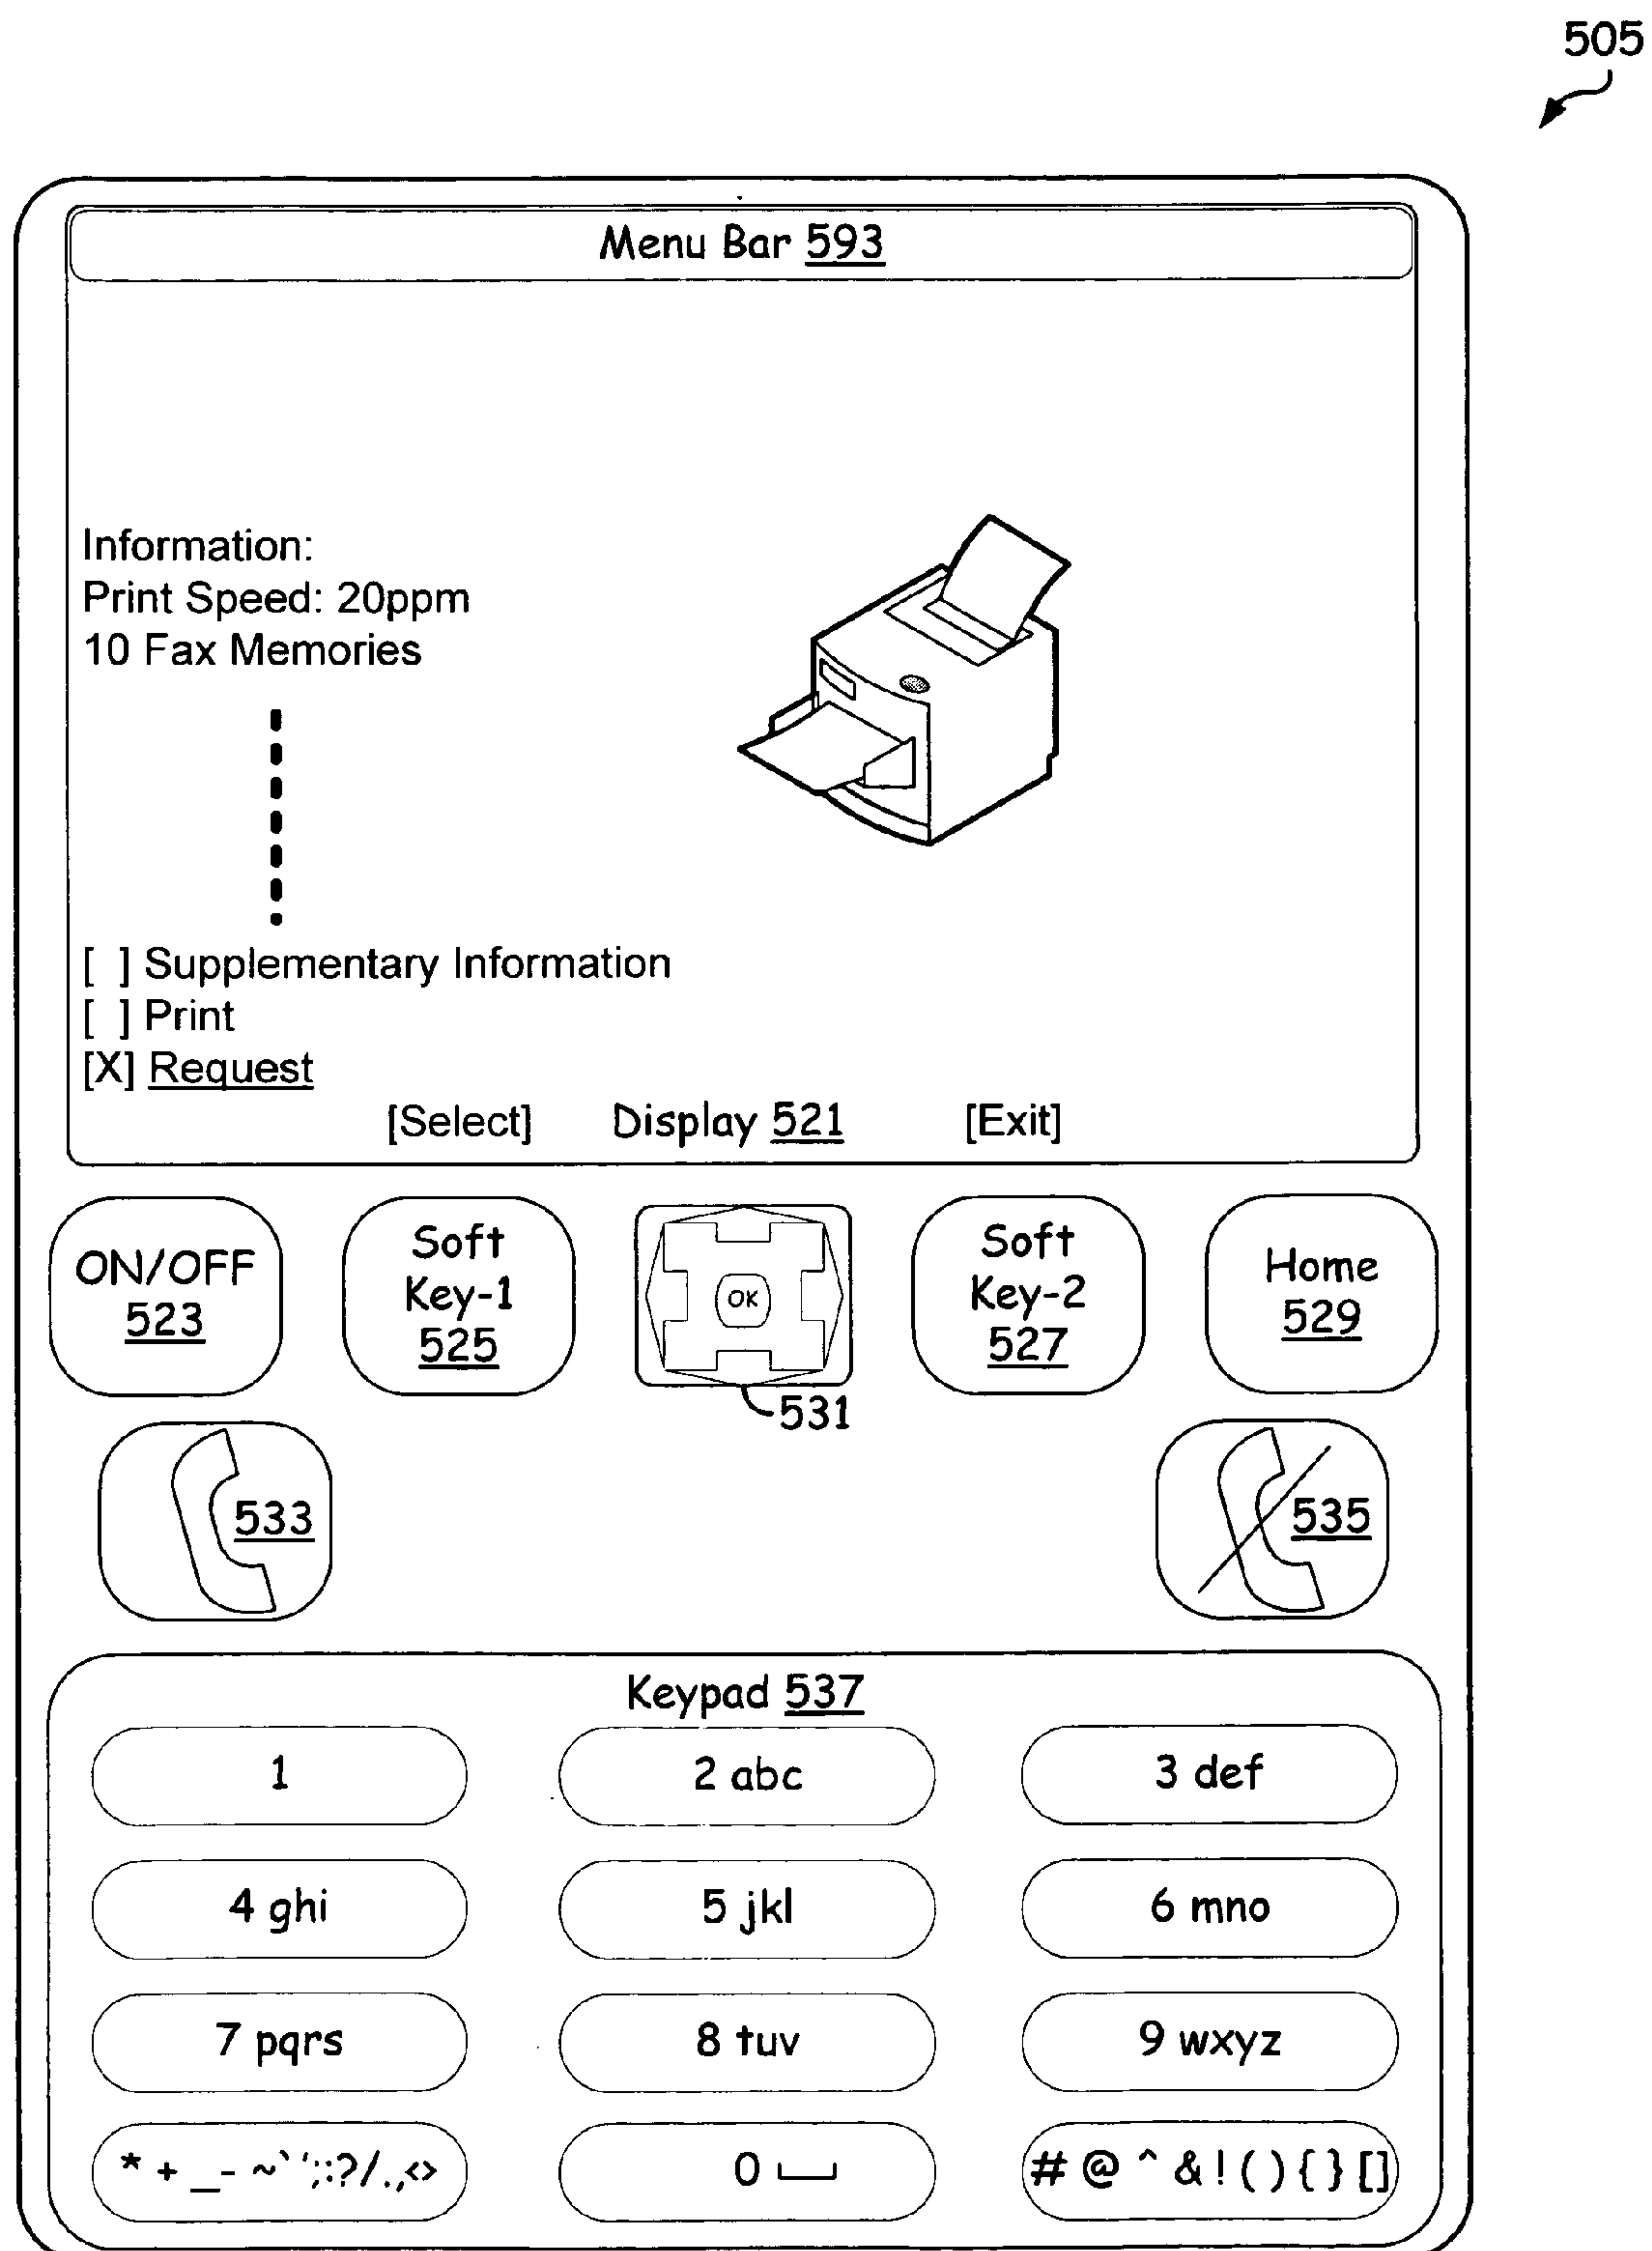 505
Menu Bar 593
Information:
Print Speed: 20ppm
10 Fax Memories
[ ] Supplementary Information
[ ] Print
[X] Request
[Select] Display 521 [Exit]
ON/OFF
523
Soft
Key-1
525
OK
531
Soft
Key-2
527
Home
529
533
535
Keypad 537
1
2 abc
3 def
4 ghi
5 jkl
6 mno
7 pqrs
8 tuv
9 wxyz
* + _- ~` ';:?/.,<>
0
# @ ^ & ! ( ) { } []